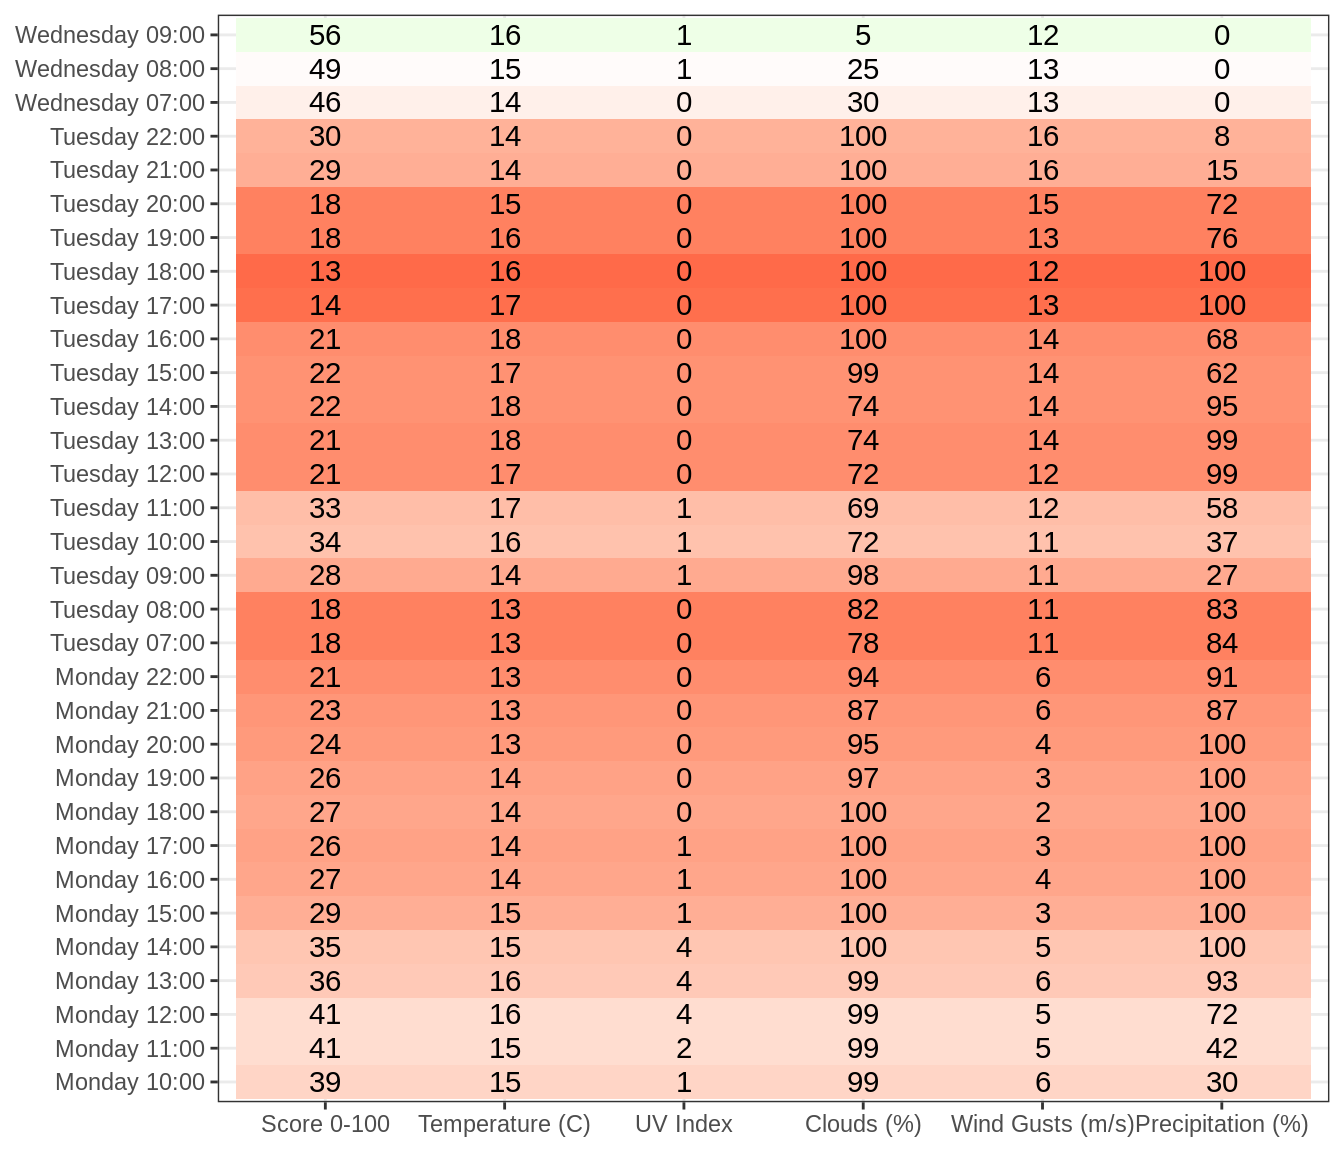 Wednesday 09:00 56 16 1 5 12 0
Wednesday 08:00 49 15 1 25 13 0
Wednesday 07:00 46 14 0 30 13 0
Tuesday 22:00 30 14 0 100 16 8
Tuesday 21:00 29 14 0 100 16 15
Tuesday 20:00 18 15 0 100 15 72
Tuesday 19:00 18 16 0 100 13 76
Tuesday 18:00 13 16 0 100 12 100
Tuesday 17:00 14 17 0 100 13 100
Tuesday 16:00 21 18 0 100 14 68
Tuesday 15:00 22 17 0 99 14 62
Tuesday 14:00 22 18 0 74 14 95
Tuesday 13:00 21 18 0 74 14 99
Tuesday 12:00 21 17 0 72 12 99
Tuesday 11:00 33 17 1 69 12 58
Tuesday 10:00 34 16 1 72 11 37
Tuesday 09:00 28 14 1 98 11 27
Tuesday 08:00 18 13 0 82 11 83
Tuesday 07:00 18 13 0 78 11 84
Monday 22:00 21 13 0 94 6 91
Monday 21:00 23 13 0 87 6 87
Monday 20:00 24 13 0 95 4 100
Monday 19:00 26 14 0 97 3 100
Monday 18:00 27 14 0 100 2 100
Monday 17:00 26 14 1 100 3 100
Monday 16:00 27 14 1 100 4 100
Monday 15:00 29 15 1 100 3 100
Monday 14:00 35 15 4 100 5 100
Monday 13:00 36 16 4 99 6 93
Monday 12:00 41 16 4 99 5 72
Monday 11:00 41 15 2 99 5 42
Monday 10:00 39 15 1 99 6 30
Score 0-100 Temperature (C) UV Index Clouds (%) Wind Gusts (m/s) Precipitation (%)